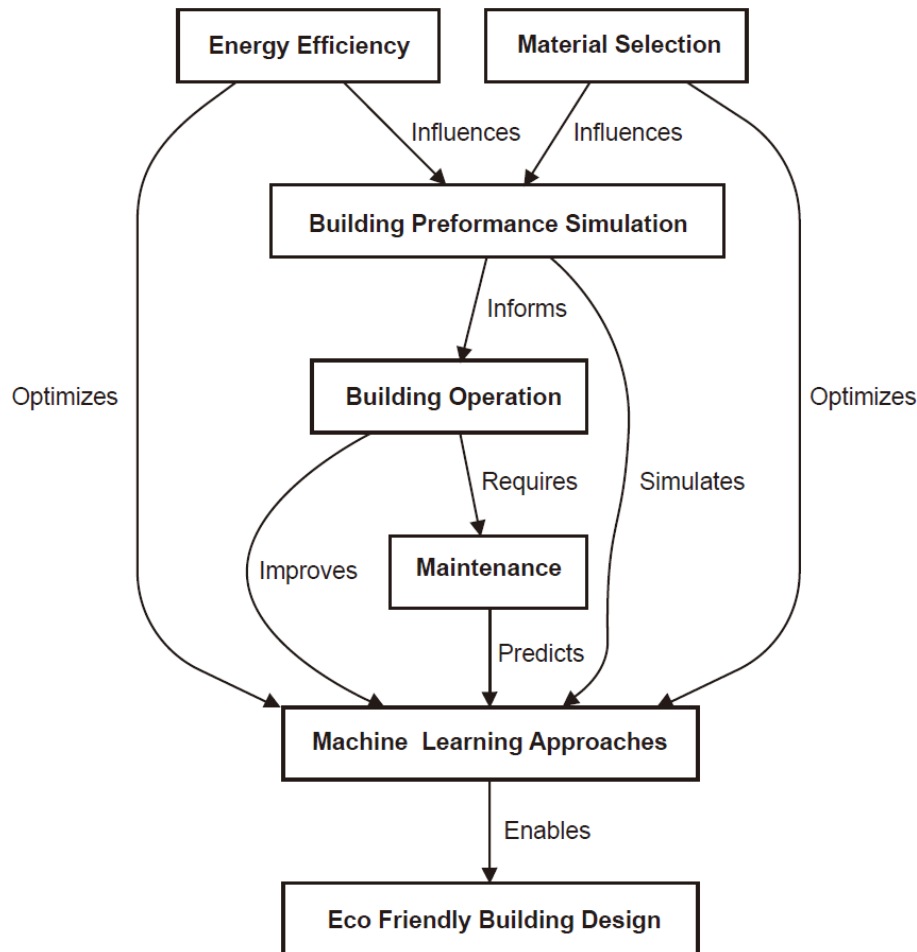 Energy Efficiency
Material Selection
Influences
Influences
Building Preformance Simulation
Informs
Optimizes
Building Operation
Optimizes
Requires
Simulates
Improves
Maintenance
Predicts
Machine Learning Approaches
Enables
Eco Friendly Building Design